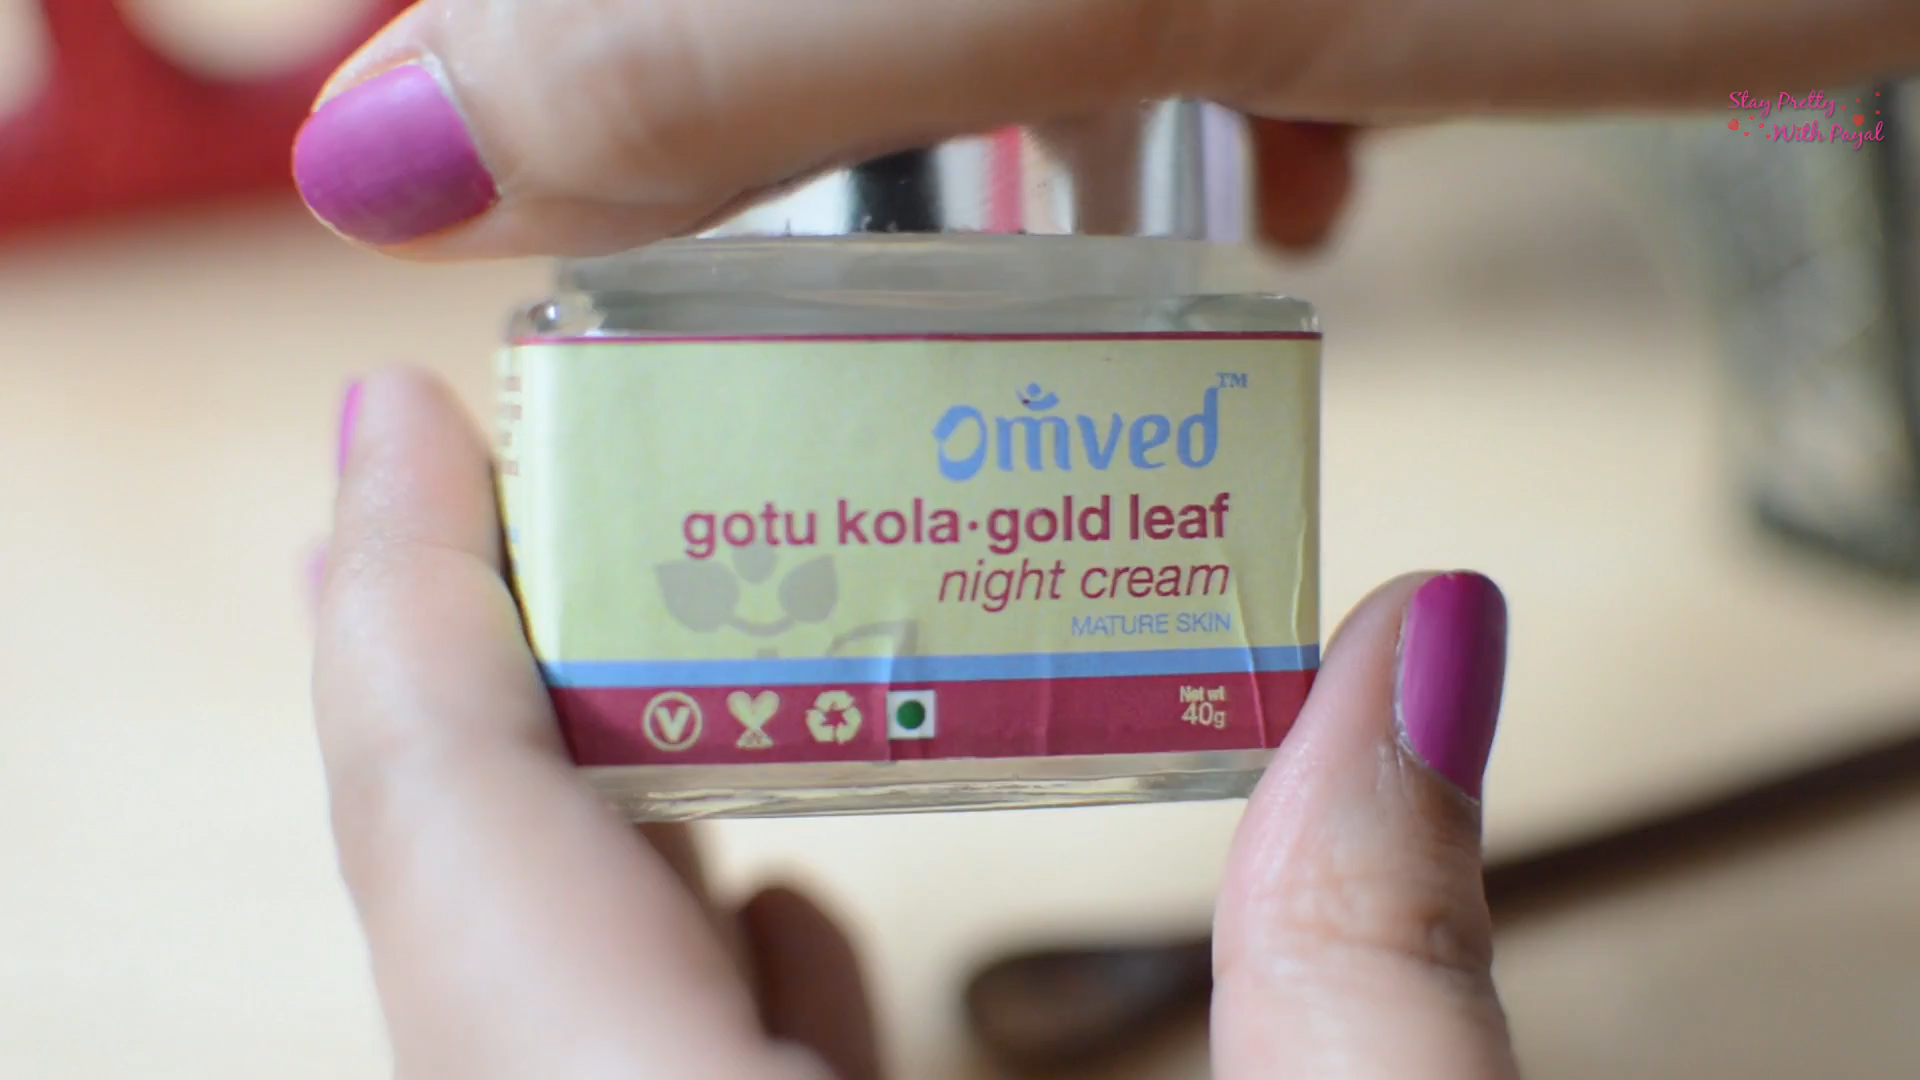 Stay Pretty
With Payal
omved™
gotu kola·gold leaf
night cream
MATURE SKIN
V
Net wt
40g